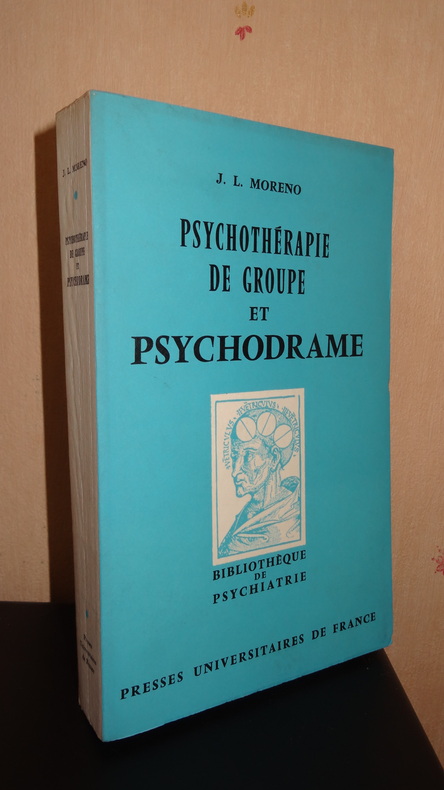 J. L. MORENO
PSYCHOTHÉRAPIE
DE GROUPE
ET
PSYCHODRAME
BIBLIOTHÈQUE
DE
PSYCHIATRIE
PRESSES UNIVERSITAIRES DE FRANCE
J. L. MORENO
PSYCHOTHÉRAPIE
DE GROUPE
ET
PSYCHODRAME